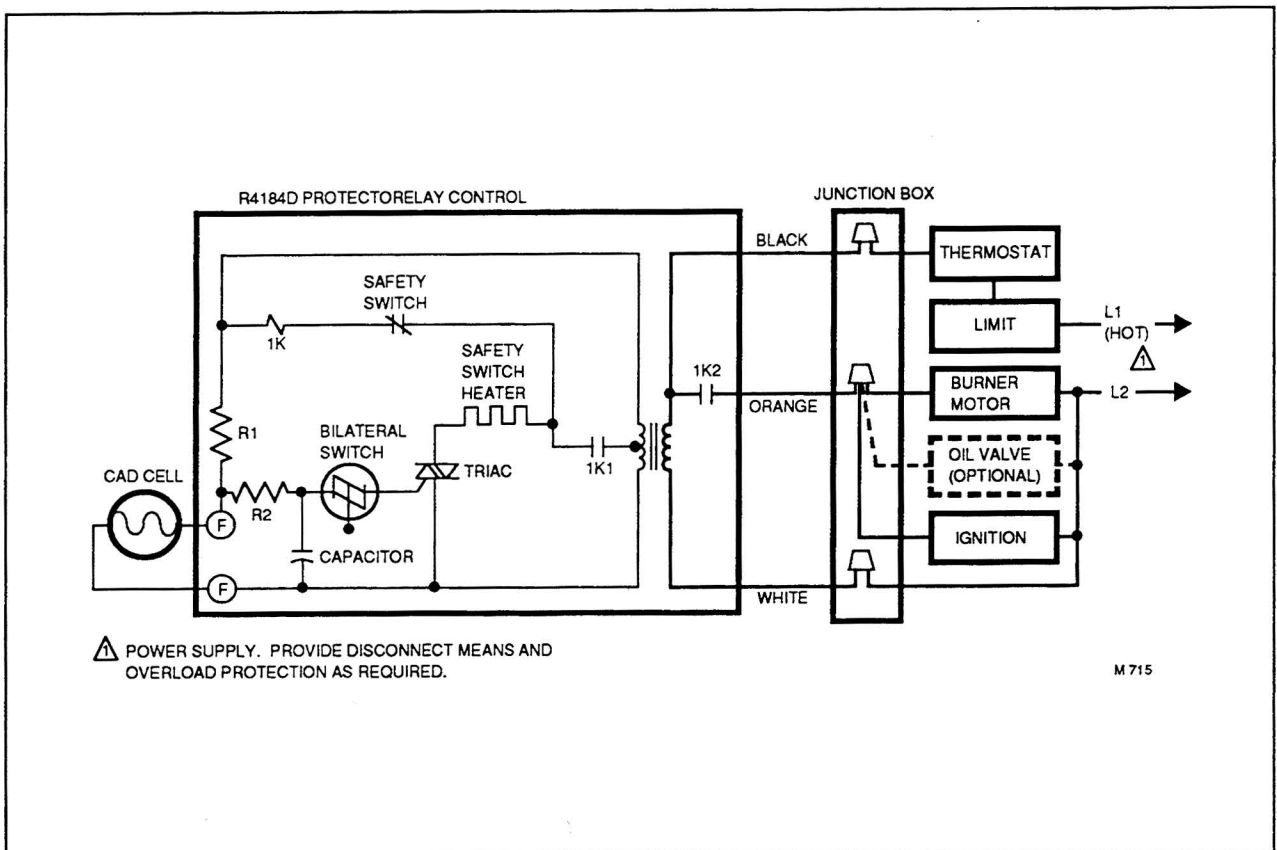 R4184D PROTECTORELAY CONTROL
JUNCTION BOX
BLACK
THERMOSTAT
SAFETY
SWITCH
1K
LIMIT
L1
(HOT)
1
SAFETY
SWITCH
HEATER
1K2
ORANGE
BURNER
MOTOR
L2
R1
BILATERAL
SWITCH
1K1
TRIAC
OIL VALVE
(OPTIONAL)
CAD CELL
R2
F
CAPACITOR
IGNITION
F
WHITE
1 POWER SUPPLY. PROVIDE DISCONNECT MEANS AND
OVERLOAD PROTECTION AS REQUIRED.
M 715